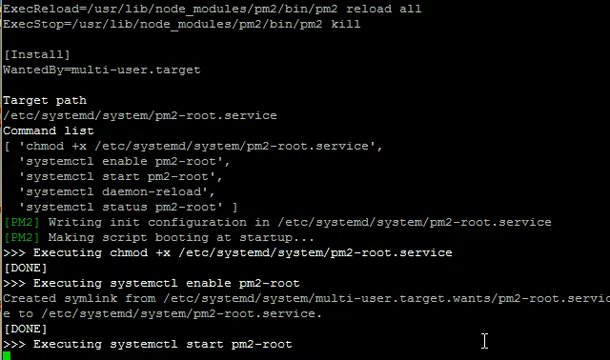 ExecReload=/usr/lib/node_modules/pm2/bin/pm2 reload all
ExecStop=/usr/lib/node_modules/pm2/bin/pm2 kill
[Install]
WantedBy=multi-user.target
Target path
/etc/systemd/system/pm2-root.service
Command list
[ 'chmod +x /etc/systemd/system/pm2-root.service',
'systemctl enable pm2-root',
'systemctl start pm2-root',
'systemctl daemon-reload',
'systemctl status pm2-root' ]
[PM2] Writing init configuration in /etc/systemd/system/pm2-root.service
[PM2] Making script booting at startup...
>>> Executing chmod +x /etc/systemd/system/pm2-root.service
[DONE]
>>> Executing systemctl enable pm2-root
Created symlink from /etc/systemd/system/multi-user.target.wants/pm2-root.servic
e to /etc/systemd/system/pm2-root.service.
[DONE]
>>> Executing systemctl start pm2-root